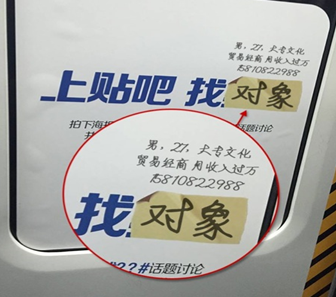 男，27，大专文化
贸易经商 月收入过万
上贴吧 找对象
拍下海报
话题讨论
男，27，大专文化
贸易经商 月收入过万
找对象
#话题讨论